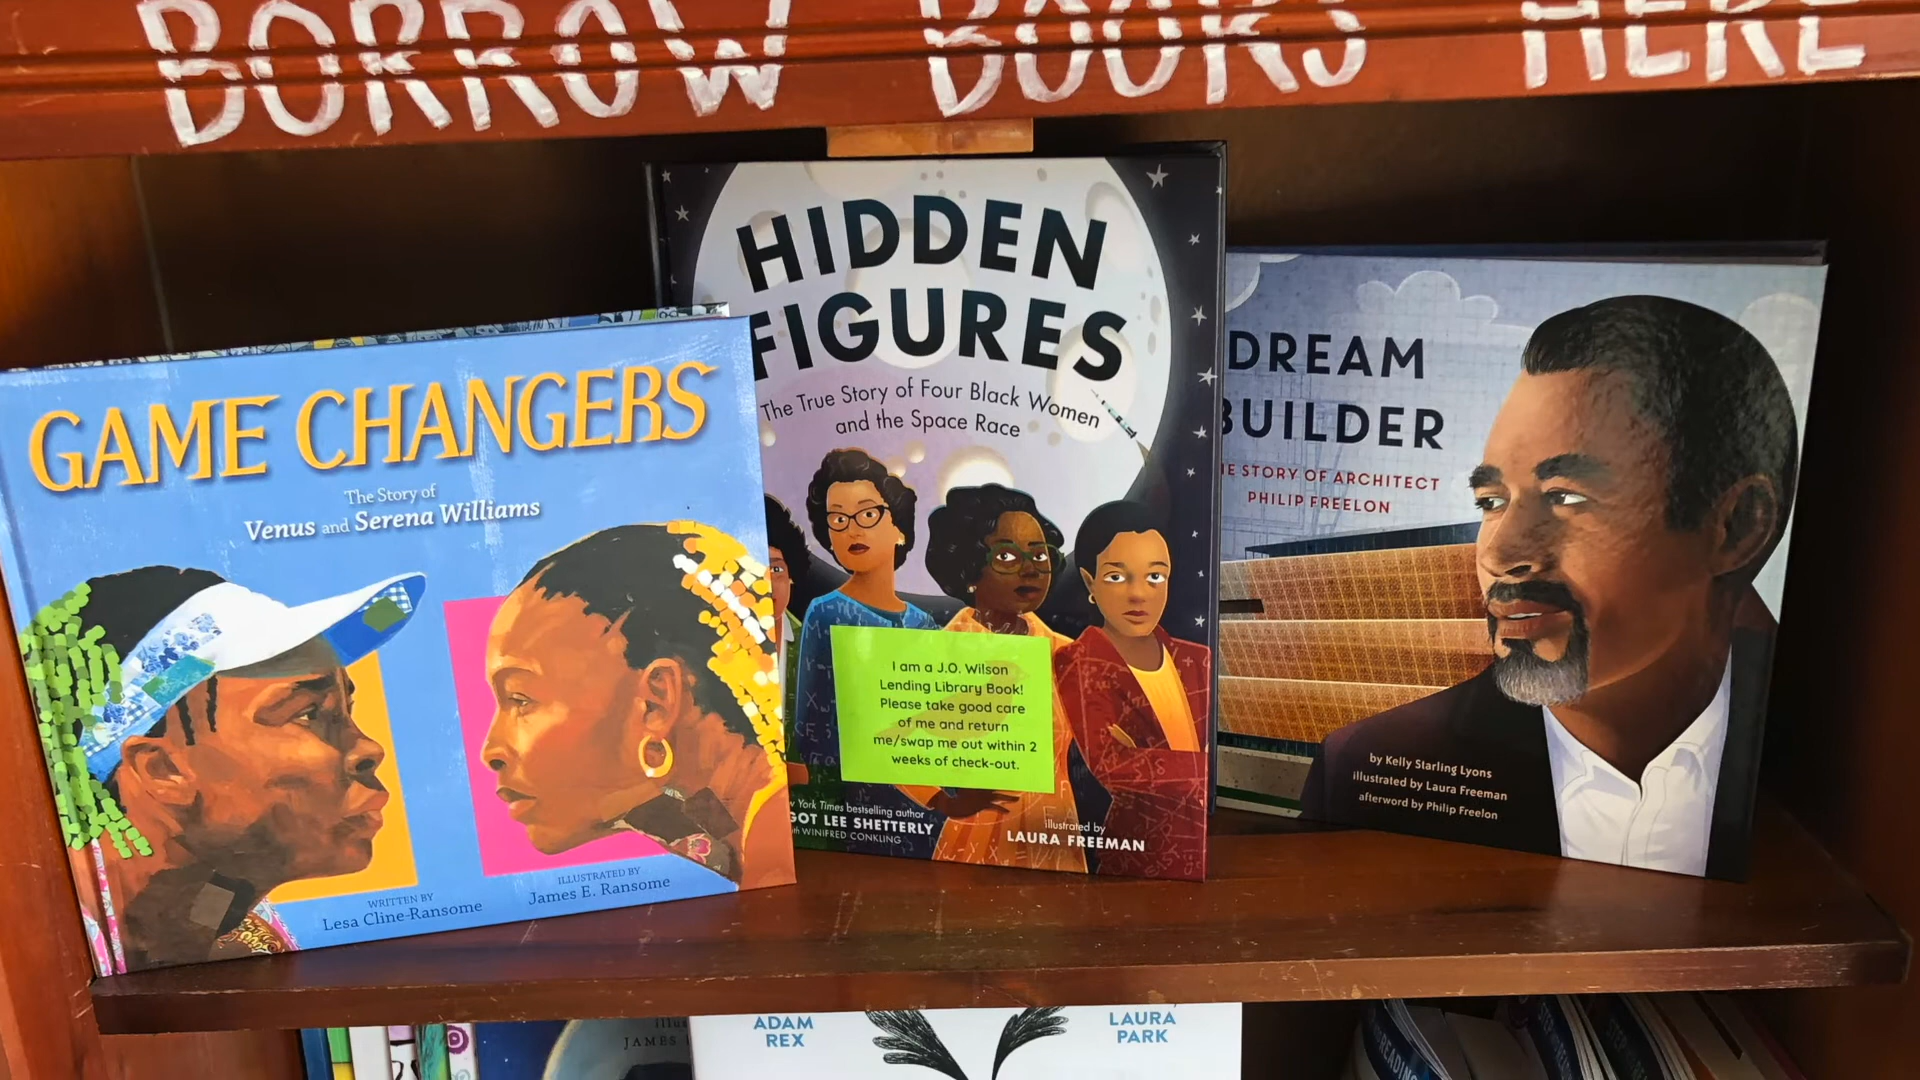 BORROW BOOKS HERE
GAME CHANGERS
The Story of
Venus and Serena Williams
WRITTEN BY
Lesa Cline-Ransome
ILLUSTRATED BY
James E. Ransome
HIDDEN
FIGURES
The True Story of Four Black Women
and the Space Race
I am a J.O. Wilson
Lending Library Book!
Please take good care
of me and return
me/swap me out within 2
weeks of check-out.
York Times bestselling author
LEE SHETTERLY
WINIFRED CONKLING
illustrated by
LAURA FREEMAN
DREAM
BUILDER
STORY OF ARCHITECT
PHILIP FREELON
by Kelly Starling Lyons
illustrated by Laura Freeman
afterword by Philip Freelon
JAMES
ADAM
REX
LAURA
PARK